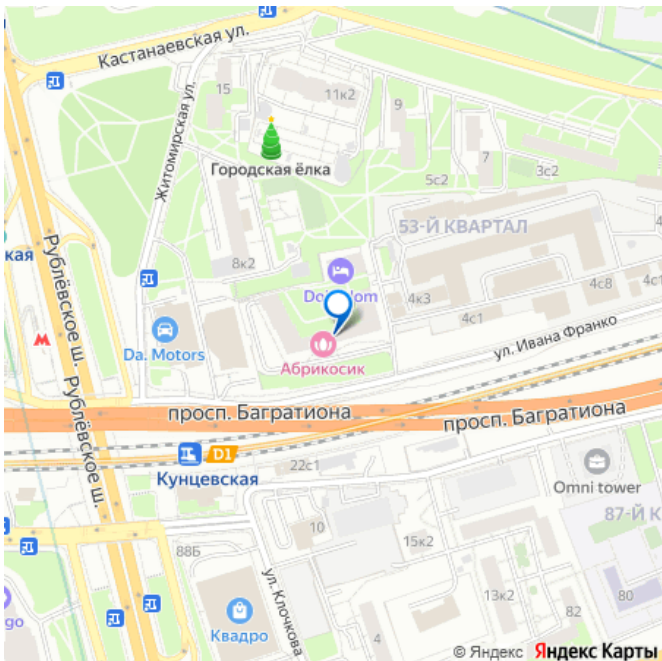 Кастанаевская ул.
15
11к2
9
Житомирская ул.
Городская ёлка
7
5с2
3с2
53-Й КВАРТАЛ
ская
8к2
Рублёвское ш.
4к3
4с8
4с1
Da. Motors
Абрикосик
ул. Ивана Франко
Рублёвское ш.
просп. Багратиона
просп. Багратиона
D1
Кунцевская
22с1
Omni tower
10
87-Й К
88Б
15к2
ул. Клочкова
13к2
80
82
4
Квадро
go
© Яндекс Яндекс Карты